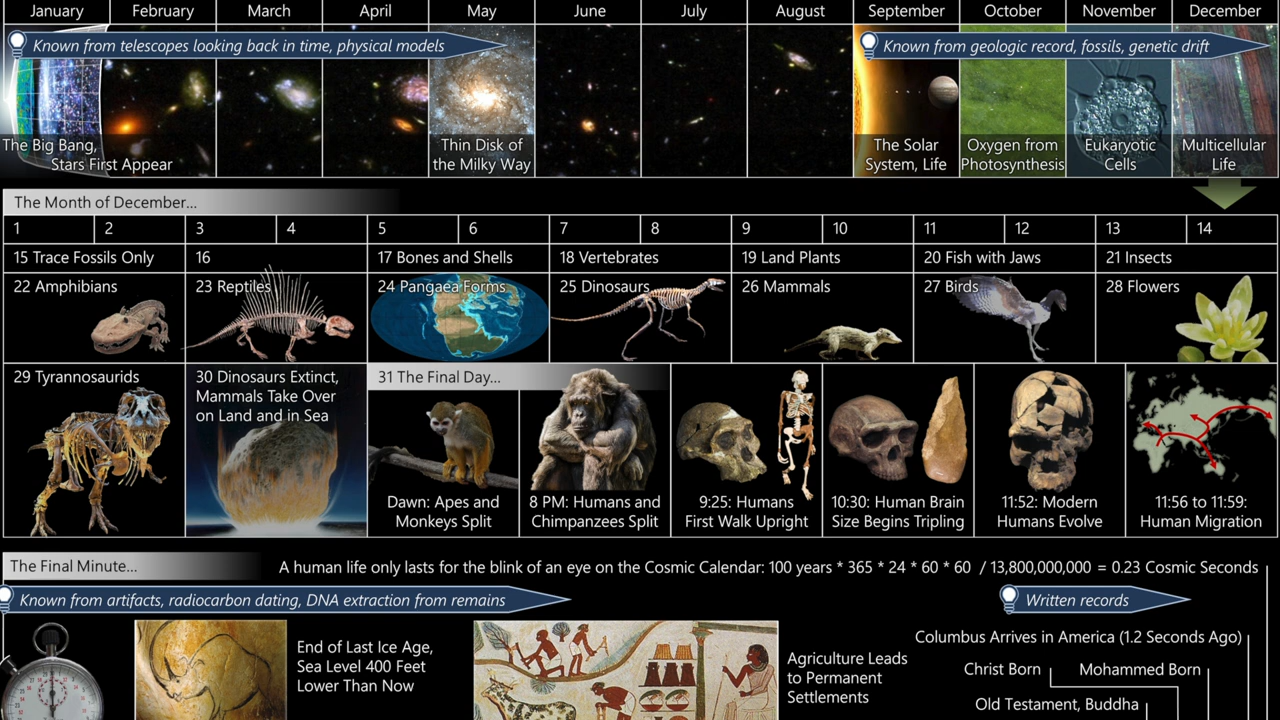 January February March April May June July August September October November December
Known from telescopes looking back in time, physical models
Known from geologic record, fossils, genetic drift
The Big Bang,
Stars First Appear
Thin Disk of
the Milky Way
The Solar
System, Life
Oxygen from
Photosynthesis
Eukaryotic
Cells
Multicellular
Life
The Month of December...
1 2 3 4 5 6 7 8 9 10 11 12 13 14
15 Trace Fossils Only
16
17 Bones and Shells
18 Vertebrates
19 Land Plants
20 Fish with Jaws
21 Insects
22 Amphibians
23 Reptiles
24 Pangaea Forms
25 Dinosaurs
26 Mammals
27 Birds
28 Flowers
29 Tyrannosaurids
30 Dinosaurs Extinct,
Mammals Take Over
on Land and in Sea
31 The Final Day...
Dawn: Apes and
Monkeys Split
8 PM: Humans and
Chimpanzees Split
9:25: Humans
First Walk Upright
10:30: Human Brain
Size Begins Tripling
11:52: Modern
Humans Evolve
11:56 to 11:59:
Human Migration
The Final Minute...
A human life only lasts for the blink of an eye on the Cosmic Calendar: 100 years * 365 * 24 * 60 * 60 / 13,800,000,000 = 0.23 Cosmic Seconds
Known from artifacts, radiocarbon dating, DNA extraction from remains
Written records
End of Last Ice Age,
Sea Level 400 Feet
Lower Than Now
Agriculture Leads
to Permanent
Settlements
Columbus Arrives in America (1.2 Seconds Ago)
Christ Born
Mohammed Born
Old Testament, Buddha